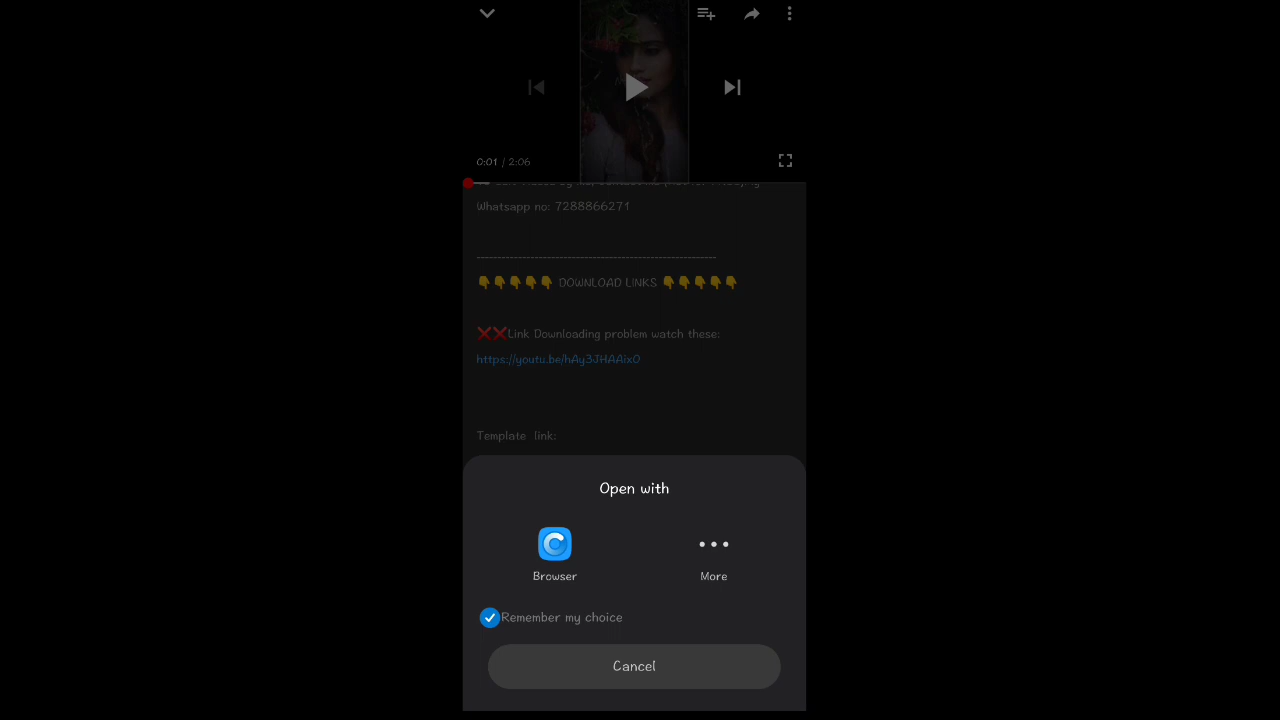 0:01 / 2:06
Whatsapp no: 7288866271
------------------------------------------------------------
👇👇👇👇👇 DOWNLOAD LINKS 👇👇👇👇👇
❌❌Link Downloading problem watch these:
https://youtu.be/hAy3JHAAix0
Template link:
Open with
Browser
More
Remember my choice
Cancel